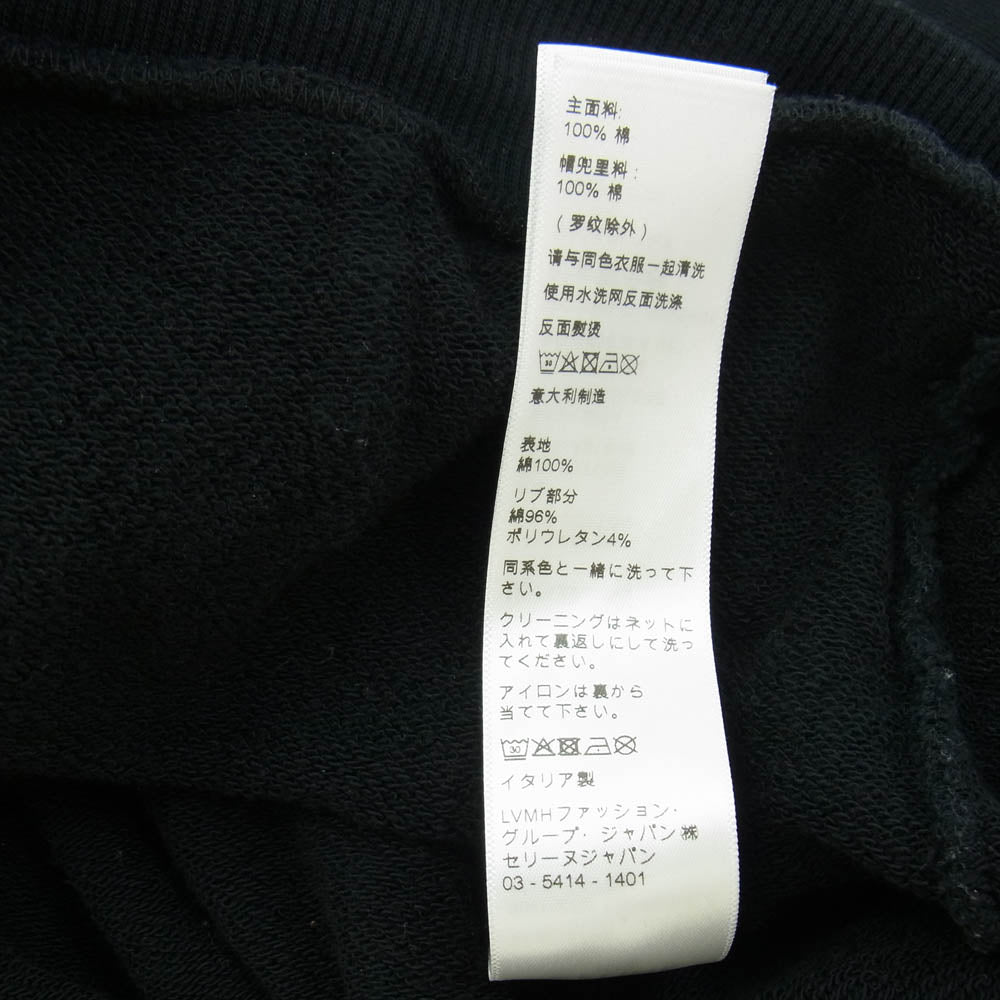 主面料:
100% 棉
帽兜里料:
100% 棉
(罗纹除外)
请与同色衣服一起清洗
使用水洗网反面洗涤
反面熨烫
30
意大利制造
表地
綿100%
リブ部分
綿96%
ポリウレタン4%
同系色と一緒に洗って下
さい。
クリーニングはネットに
入れて裏返しにして洗っ
てください。
アイロンは裏から
当てて下さい。
30
イタリア製
LVMHファッション・
グループ・ジャパン㈱
セリーヌジャパン
03-5414-1401